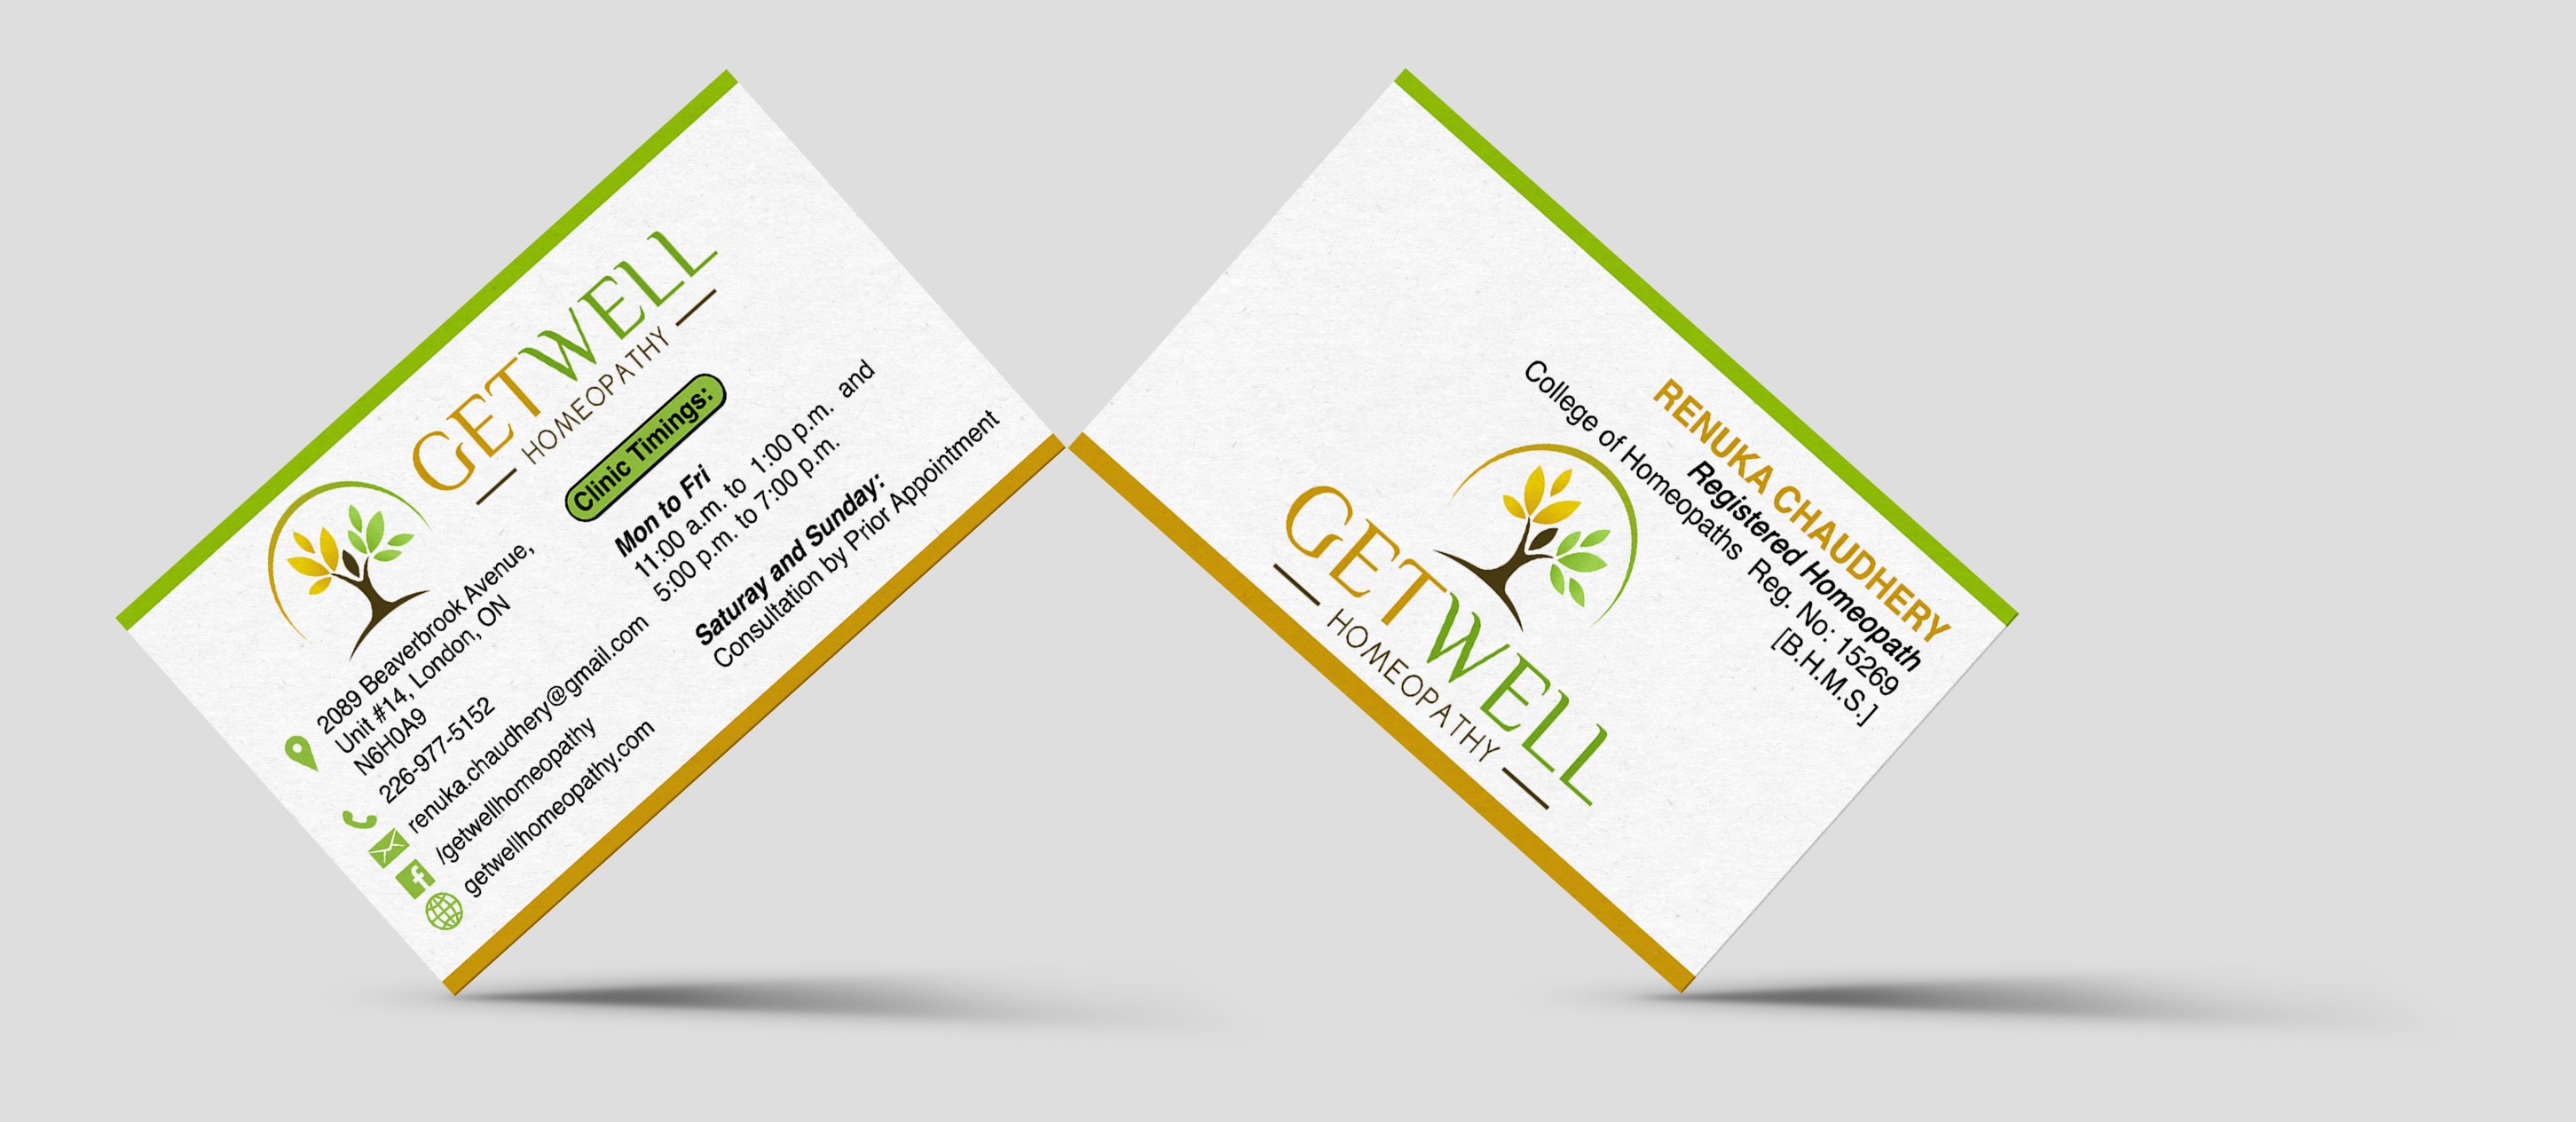 GETWELL
HOMEOPATHY
2089 Beaverbrook Avenue,
Unit #14, London, ON
N6H0A9
226-977-5152
renuka.chaudhery@gmail.com
/getwellhomeopathy
getwellhomeopathy.com
Clinic Timings:
Mon to Fri
11:00 a.m. to 1:00 p.m. and
5:00 p.m. to 7:00 p.m.
Saturay and Sunday:
Consultation by Prior Appointment
RENUKA CHAUDHERY
Registered Homeopath
College of Homeopaths Reg. No: 15269
[B.H.M.S.]
GETWELL
HOMEOPATHY